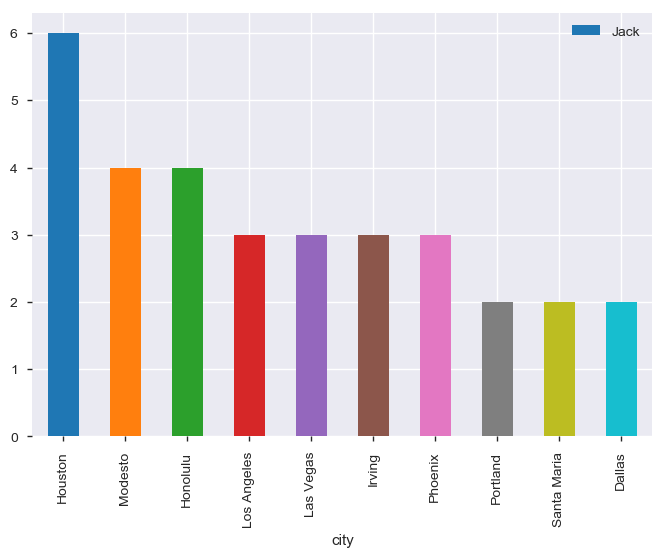 Jack
6
5
4
3
2
1
0
Houston
Modesto
Honolulu
Los Angeles
Las Vegas
Irving
Phoenix
Portland
Santa Maria
Dallas
city